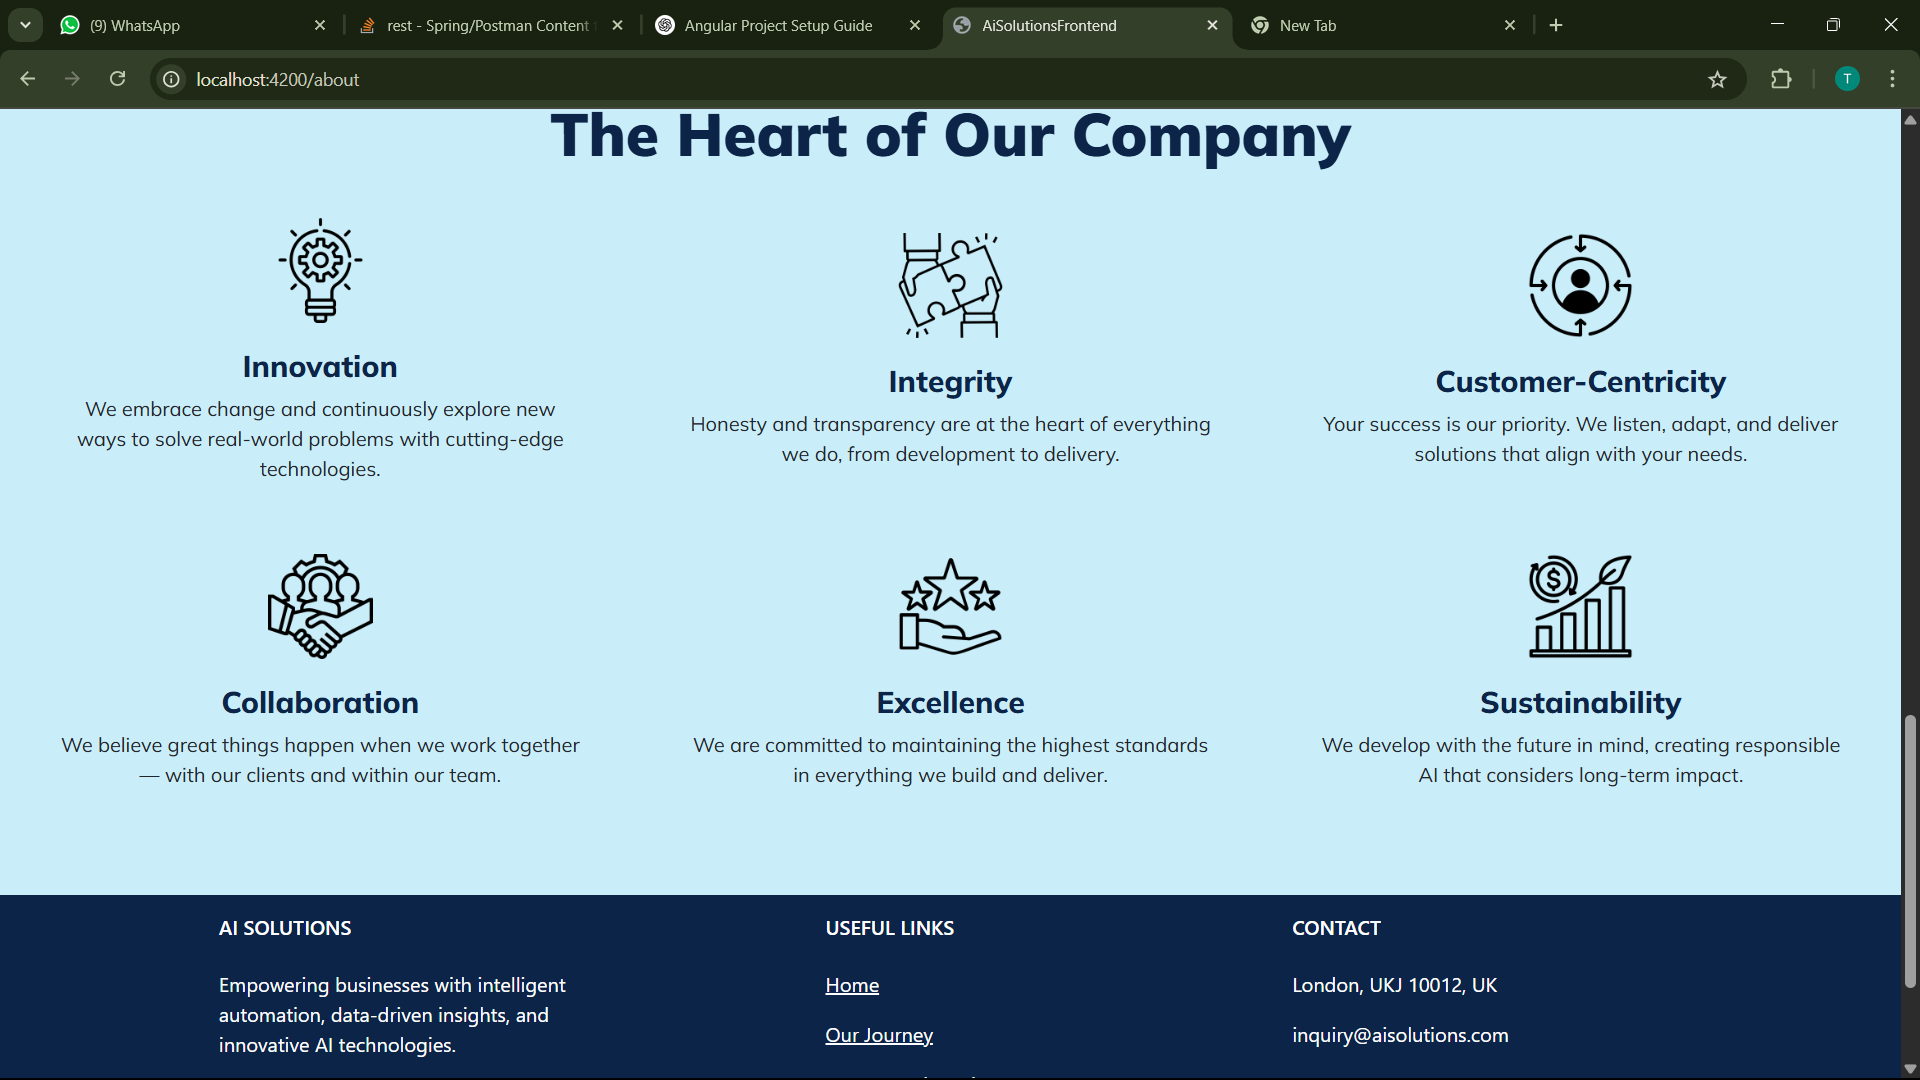 (9) WhatsApp
rest - Spring/Postman Content
Angular Project Setup Guide
AiSolutionsFrontend
New Tab
localhost:4200/about
T
The Heart of Our Company
Innovation
We embrace change and continuously explore new
ways to solve real-world problems with cutting-edge
technologies.
Integrity
Honesty and transparency are at the heart of everything
we do, from development to delivery.
Customer-Centricity
Your success is our priority. We listen, adapt, and deliver
solutions that align with your needs.
$
Collaboration
We believe great things happen when we work together
— with our clients and within our team.
Excellence
We are committed to maintaining the highest standards
in everything we build and deliver.
Sustainability
We develop with the future in mind, creating responsible
AI that considers long-term impact.
AI SOLUTIONS
Empowering businesses with intelligent
automation, data-driven insights, and
innovative AI technologies.
USEFUL LINKS
Home
Our Journey
CONTACT
London, UKJ 10012, UK
inquiry@aisolutions.com